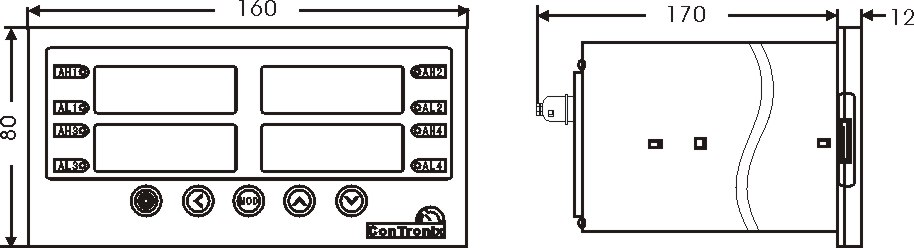 160
170
12
80
AH1
AH2
AL1
AL2
AH3
AH4
AL3
AL4
MOD
ConTronix